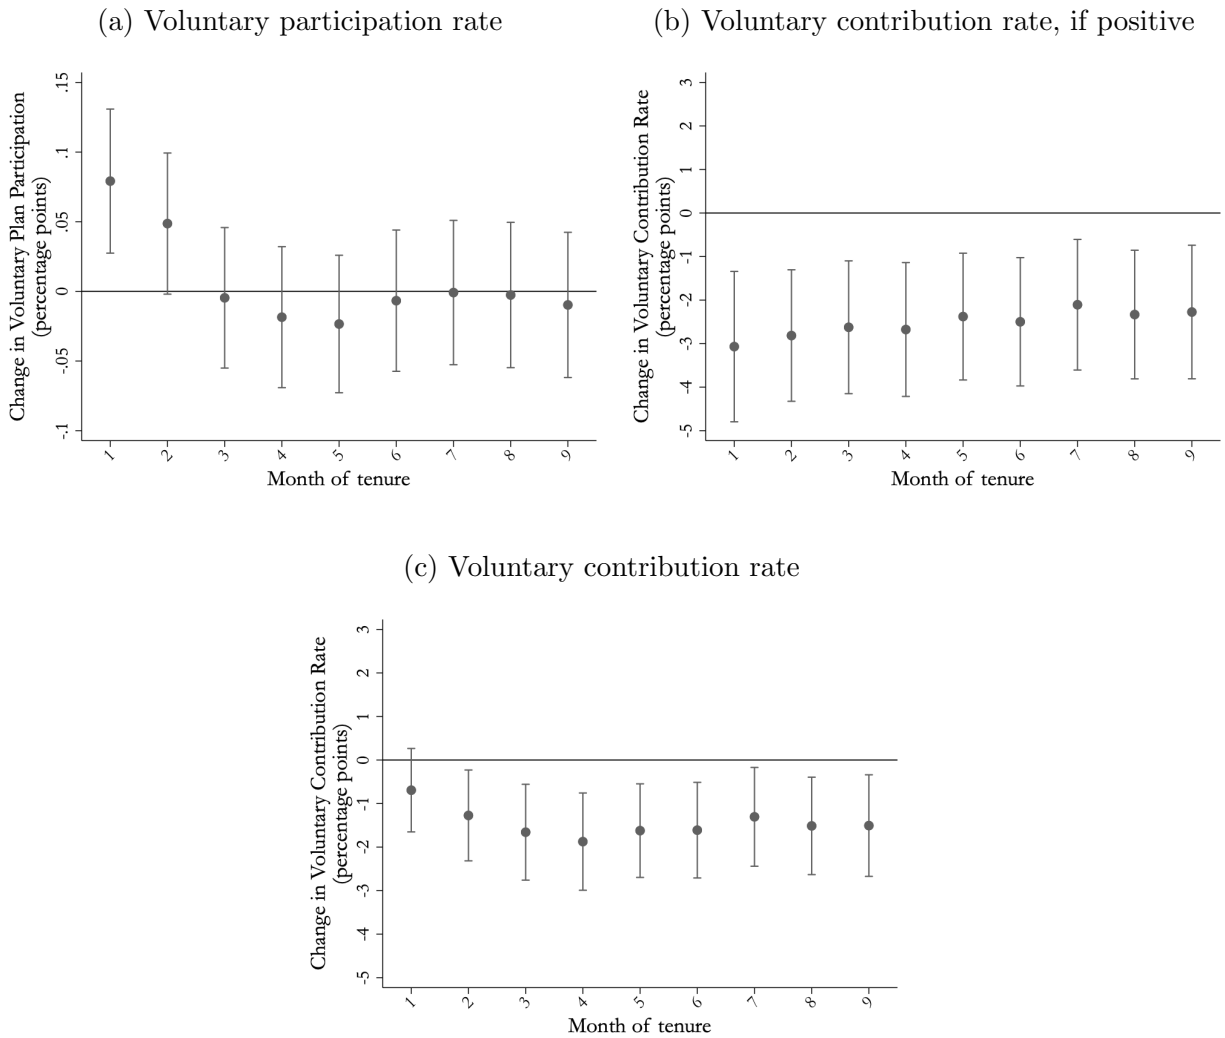 (a) Voluntary participation rate
Change in Voluntary Plan Participation
(percentage points)
.15
.1
.05
0
-.05
-.1
1 2 3 4 5 6 7 8 9
Month of tenure
(b) Voluntary contribution rate, if positive
Change in Voluntary Contribution Rate
(percentage points)
3
2
1
0
-1
-2
-3
-4
-5
1 2 3 4 5 6 7 8 9
Month of tenure
(c) Voluntary contribution rate
Change in Voluntary Contribution Rate
(percentage points)
3
2
1
0
-1
-2
-3
-4
-5
1 2 3 4 5 6 7 8 9
Month of tenure